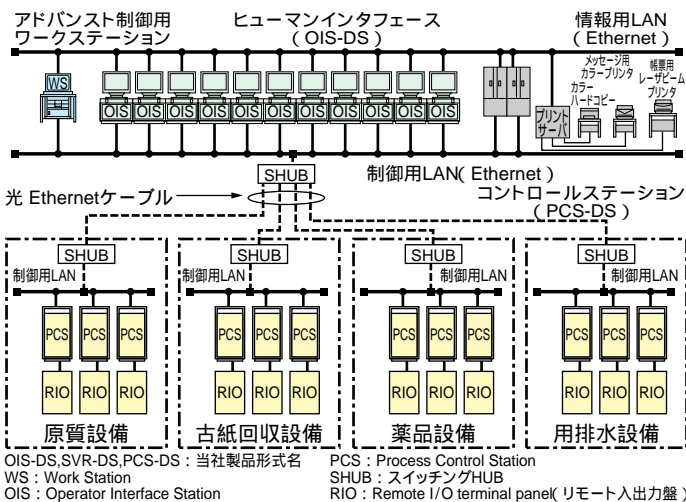 アドバンスト制御用
ワークステーション
ヒューマンインタフェース
(OIS-DS)
情報用LAN
(Ethernet)
メッセージ用
カラープリンタ
帳票用
レーザビーム
プリンタ
カラー
ハードコピー
WS
OIS OIS OIS OIS OIS OIS OIS OIS OIS OIS
プリント
サーバ
SHUB
制御用LAN(Ethernet)
光 Ethernetケーブル
コントロールステーション
(PCS-DS)
SHUB SHUB SHUB SHUB
制御用LAN 制御用LAN 制御用LAN 制御用LAN
PCS PCS PCS PCS PCS PCS PCS PCS PCS PCS PCS PCS
RIO RIO RIO RIO RIO RIO RIO RIO RIO RIO RIO RIO
原質設備 古紙回収設備 薬品設備 用排水設備
OIS-DS,SVR-DS,PCS-DS:当社製品形式名
WS:Work Station
OIS:Operator Interface Station
PCS:Process Control Station
SHUB:スイッチングHUB
RIO:Remote I/O terminal panel(リモート入出力盤)